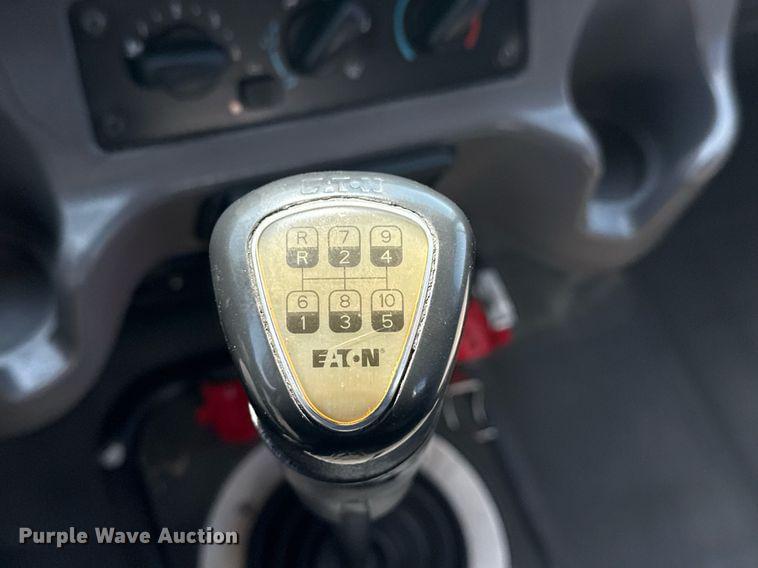 EATON
R 7 9
R 2 4
6 8 10
1 3 5
EATON®
Purple Wave Auction